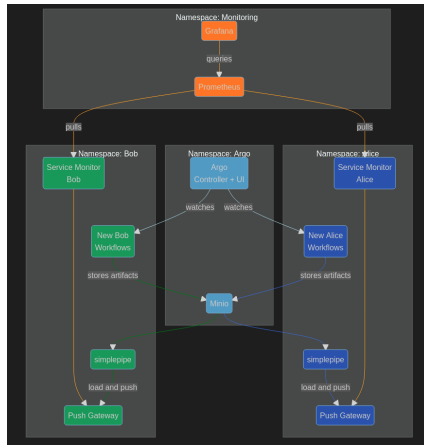 Namespace: Monitoring
Grafana
queries
Prometheus
pulls
pulls
Namespace: Bob
Service Monitor
Bob
New Bob
Workflows
stores artifacts
simplepipe
load and push
Push Gateway
Namespace: Argo
Argo
Controller + UI
watches
watches
Minio
Namespace: Alice
Service Monitor
Alice
New Alice
Workflows
stores artifacts
simplepipe
load and push
Push Gateway